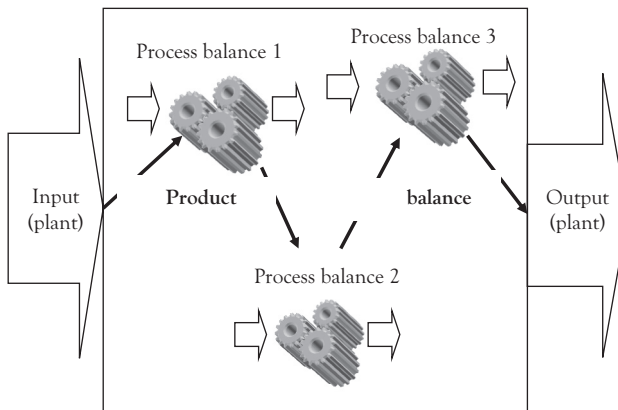 Process balance 1
Process balance 3
Input
(plant)
Product
balance
Output
(plant)
Process balance 2